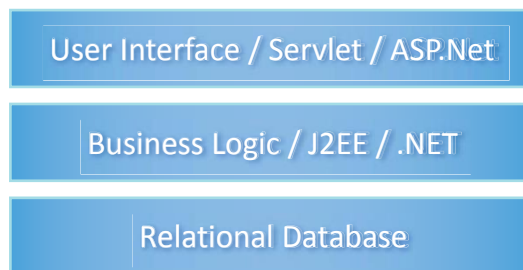 User Interface / Servlet / ASP.Net
Business Logic / J2EE / .NET
Relational Database